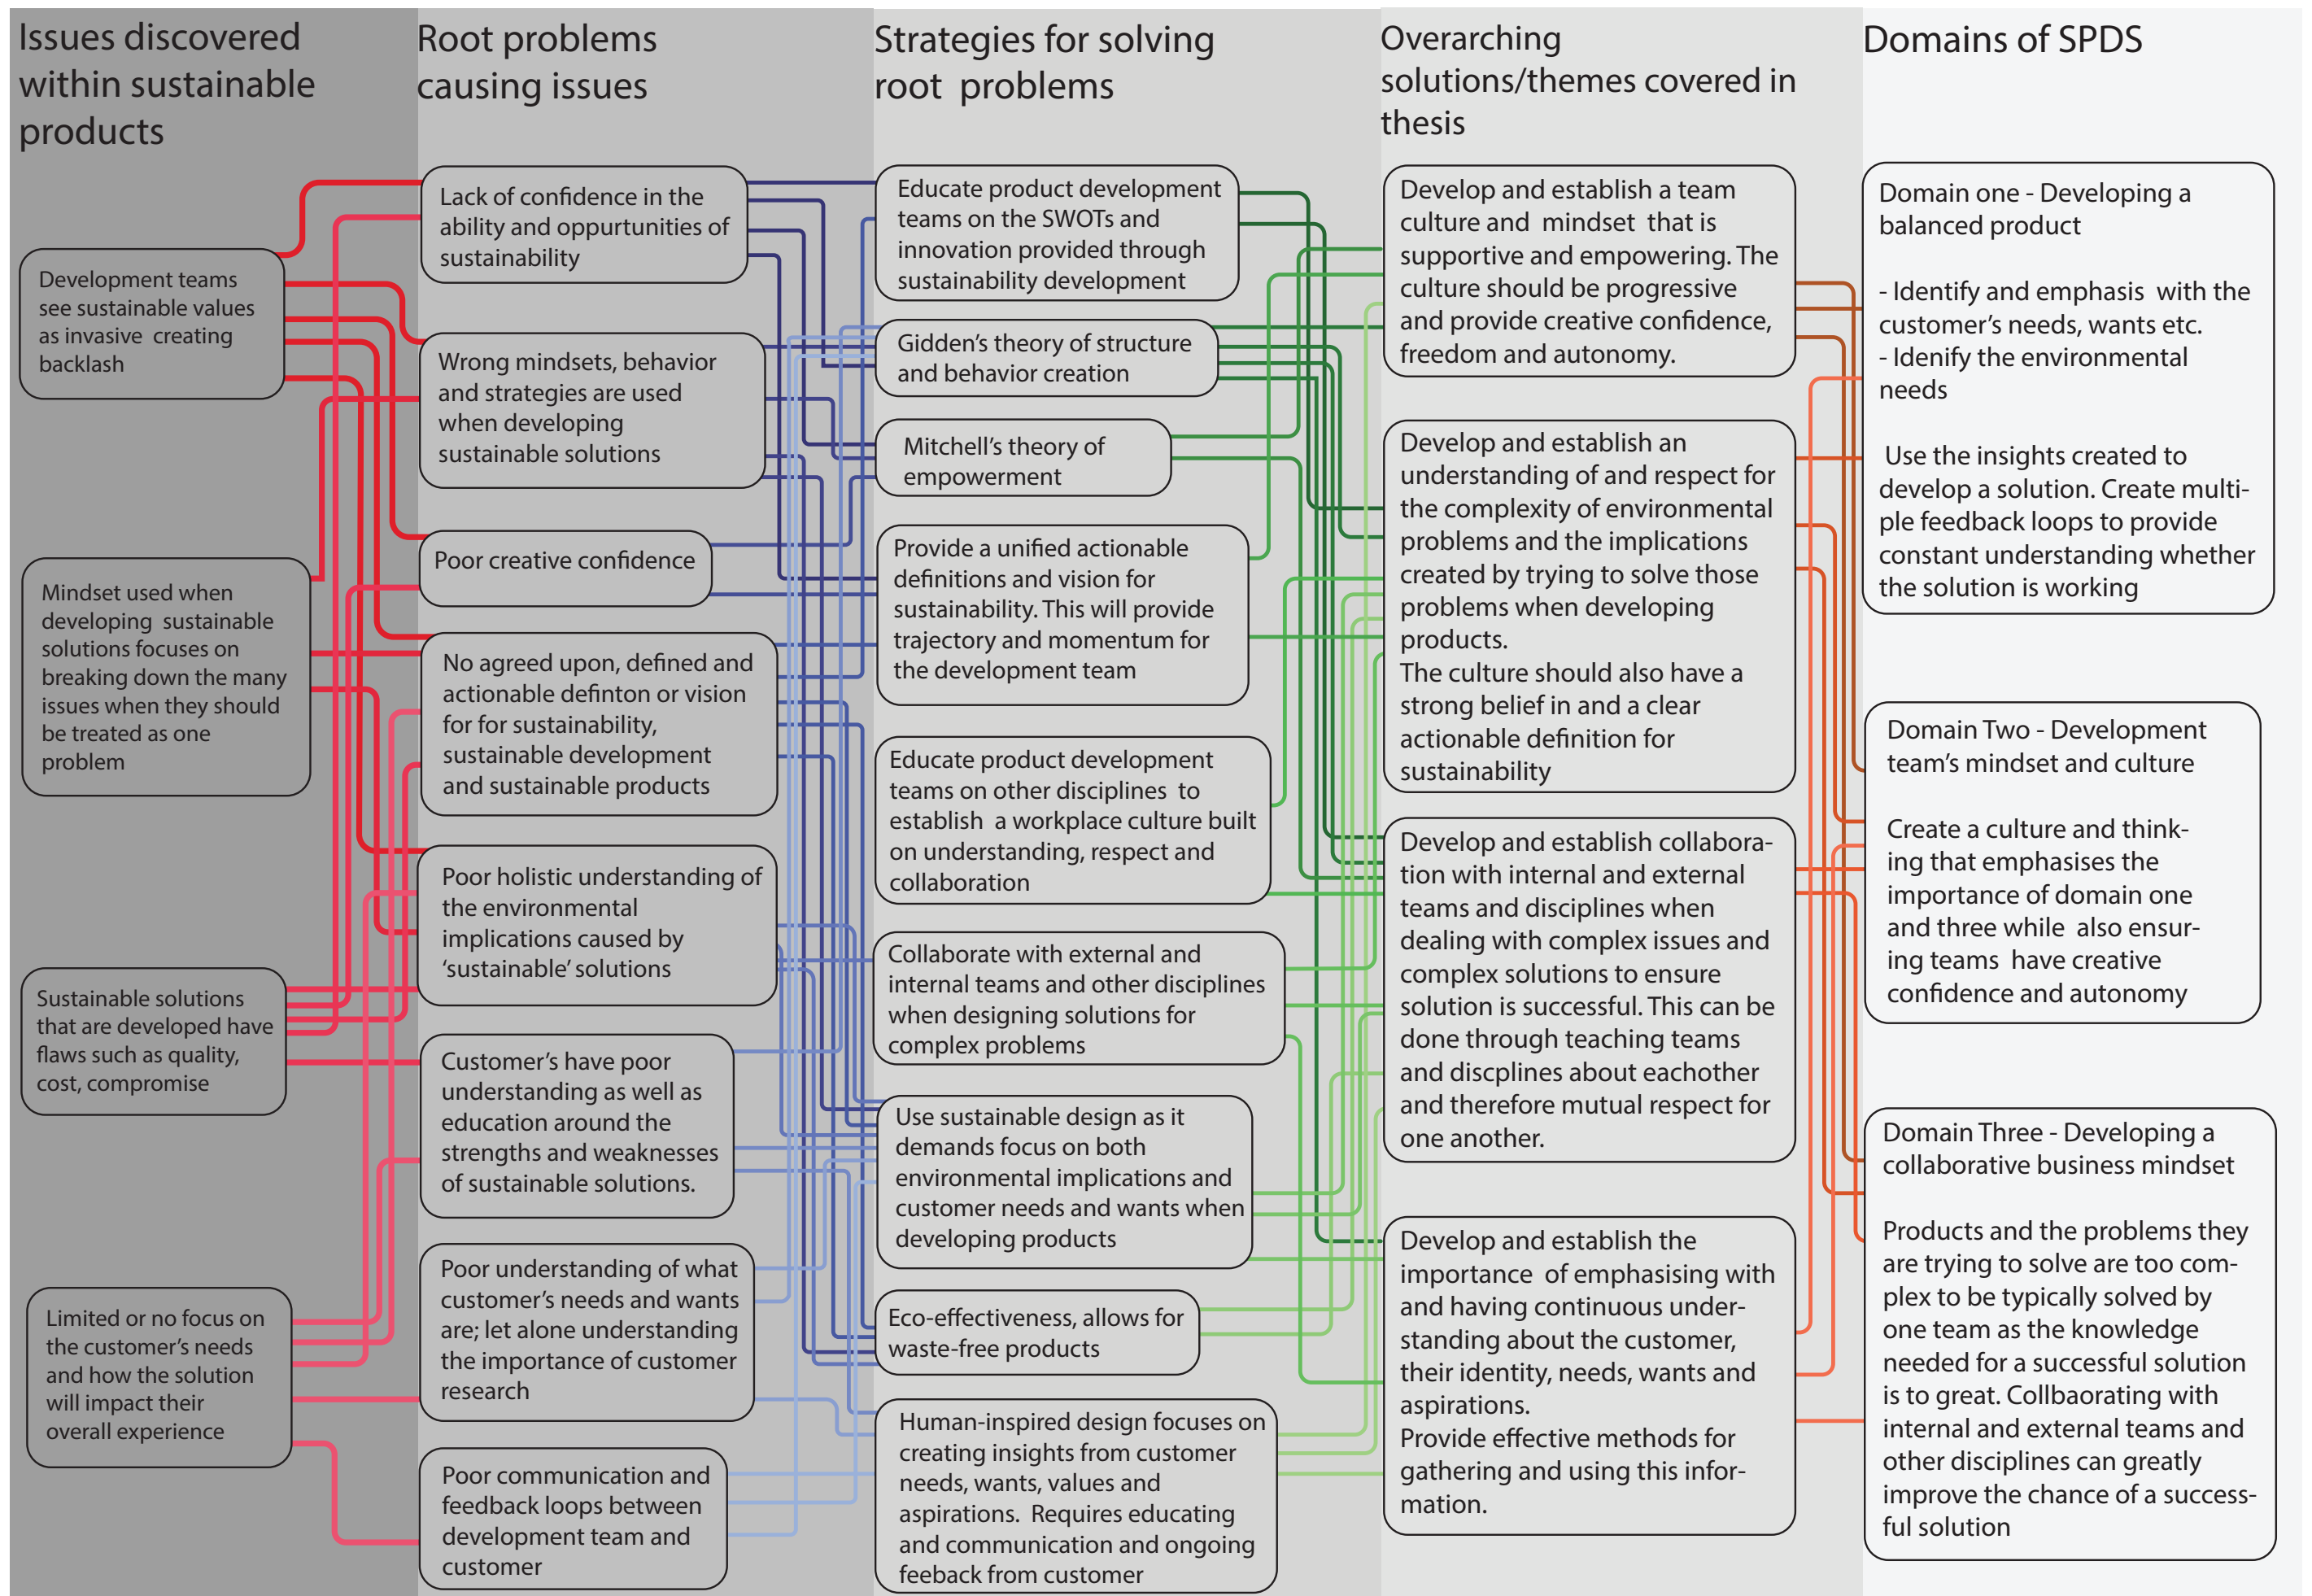 Issues discovered
within sustainable
products
Development teams
see sustainable values
as invasive creating
backlash
Mindset used when
developing sustainable
solutions focuses on
breaking down the many
issues when they should
be treated as one
problem
Sustainable solutions
that are developed have
flaws such as quality,
cost, compromise
Limited or no focus on
the customer's needs
and how the solution
will impact their
overall experience
Root problems
causing issues
Lack of confidence in the
ability and oppurtunities of
sustainability
Wrong mindsets, behavior
and strategies are used
when developing
sustainable solutions
Poor creative confidence
No agreed upon, defined and
actionable definton or vision
for for sustainability,
sustainable development
and sustainable products
Poor holistic understanding of
the environmental
implications caused by
'sustainable' solutions
Customer's have poor
understanding as well as
education around the
strengths and weaknesses
of sustainable solutions.
Poor understanding of what
customer's needs and wants
are; let alone understanding
the importance of customer
research
Poor communication and
feedback loops between
development team and
customer
Strategies for solving
root problems
Educate product development
teams on the SWOTs and
innovation provided through
sustainability development
Gidden's theory of structure
and behavior creation
Mitchell's theory of
empowerment
Provide a unified actionable
definitions and vision for
sustainability. This will provide
trajectory and momentum for
the development team
Educate product development
teams on other disciplines to
establish a workplace culture built
on understanding, respect and
collaboration
Collaborate with external and
internal teams and other disciplines
when designing solutions for
complex problems
Use sustainable design as it
demands focus on both
environmental implications and
customer needs and wants when
developing products
Eco-effectiveness, allows for
waste-free products
Human-inspired design focuses on
creating insights from customer
needs, wants, values and
aspirations. Requires educating
and communication and ongoing
feeback from customer
Overarching
solutions/themes covered in
thesis
Develop and establish a team
culture and mindset that is
supportive and empowering. The
culture should be progressive
and provide creative confidence,
freedom and autonomy.
Develop and establish an
understanding of and respect for
the complexity of environmental
problems and the implications
created by trying to solve those
problems when developing
products.
The culture should also have a
strong belief in and a clear
actionable definition for
sustainability
Develop and establish collabora-
tion with internal and external
teams and disciplines when
dealing with complex issues and
complex solutions to ensure
solution is successful. This can be
done through teaching teams
and discplines about eachother
and therefore mutual respect for
one another.
Develop and establish the
importance of emphasising with
and having continuous under-
standing about the customer,
their identity, needs, wants and
aspirations.
Provide effective methods for
gathering and using this infor-
mation.
Domains of SPDS
Domain one - Developing a
balanced product
- Identify and emphasis with the
customer's needs, wants etc.
- Idenify the environmental
needs
Use the insights created to
develop a solution. Create multi-
ple feedback loops to provide
constant understanding whether
the solution is working
Domain Two - Development
team's mindset and culture
Create a culture and think-
ing that emphasises the
importance of domain one
and three while also ensur-
ing teams have creative
confidence and autonomy
Domain Three - Developing a
collaborative business mindset
Products and the problems they
are trying to solve are too com-
plex to be typically solved by
one team as the knowledge
needed for a successful solution
is to great. Collbaorating with
internal and external teams and
other disciplines can greatly
improve the chance of a success-
ful solution